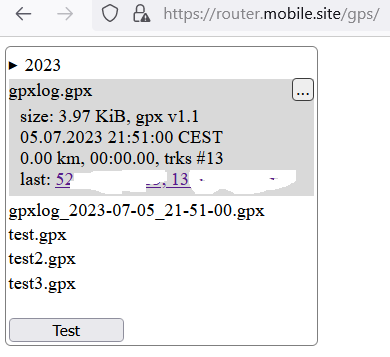 https://router.mobile.site/gps/
▸ 2023
gpxlog.gpx ...
size: 3.97 KiB, gpx v1.1
05.07.2023 21:51:00 CEST
0.00 km, 00:00.00, trks #13
last: 52 , 13
gpxlog_2023-07-05_21-51-00.gpx
test.gpx
test2.gpx
test3.gpx
Test